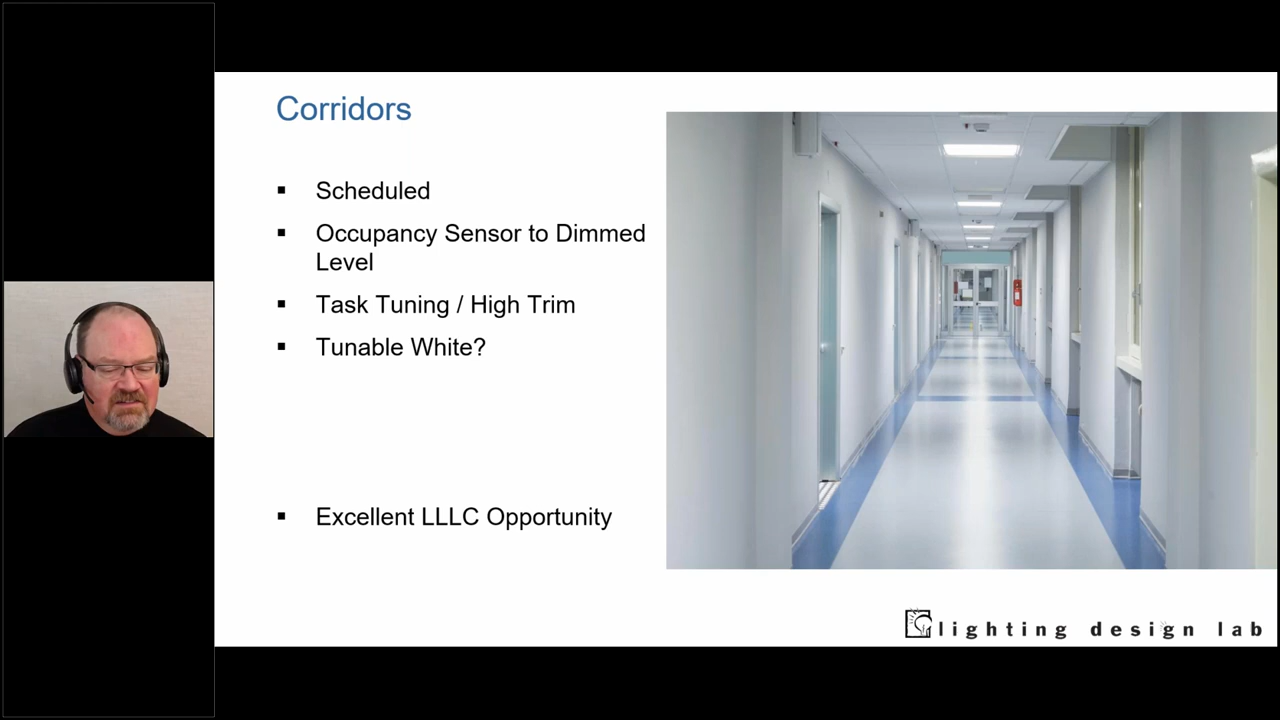 Corridors
▪ Scheduled
▪ Occupancy Sensor to Dimmed
Level
▪ Task Tuning / High Trim
▪ Tunable White?
▪ Excellent LLLC Opportunity
lighting design lab